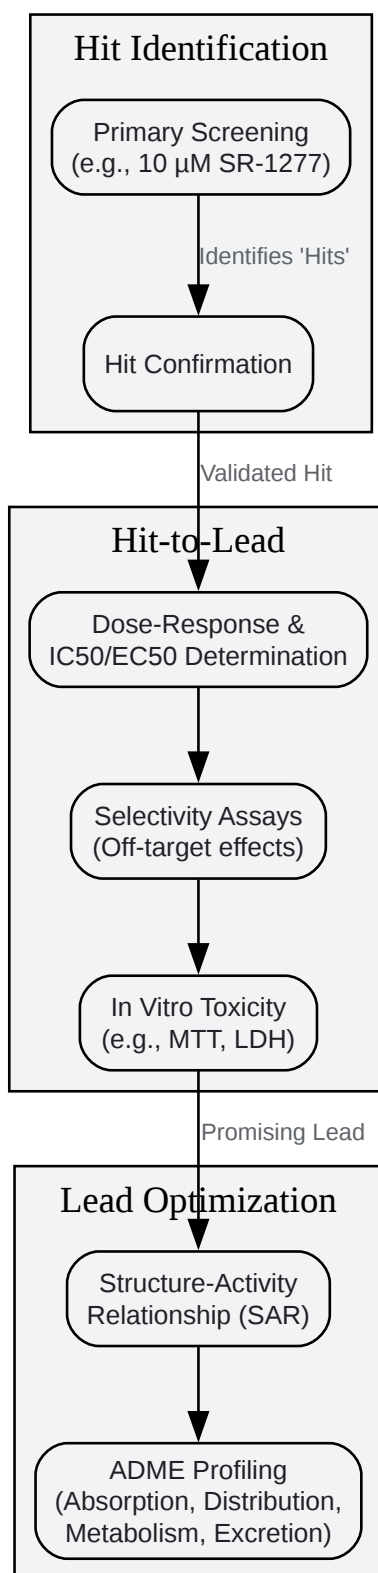 Hit Identification
Primary Screening
(e.g., 10 µM SR-1277)
Identifies 'Hits'
Hit Confirmation
Validated Hit
Hit-to-Lead
Dose-Response &
IC50/EC50 Determination
Selectivity Assays
(Off-target effects)
In Vitro Toxicity
(e.g., MTT, LDH)
Promising Lead
Lead Optimization
Structure-Activity
Relationship (SAR)
ADME Profiling
(Absorption, Distribution,
Metabolism, Excretion)